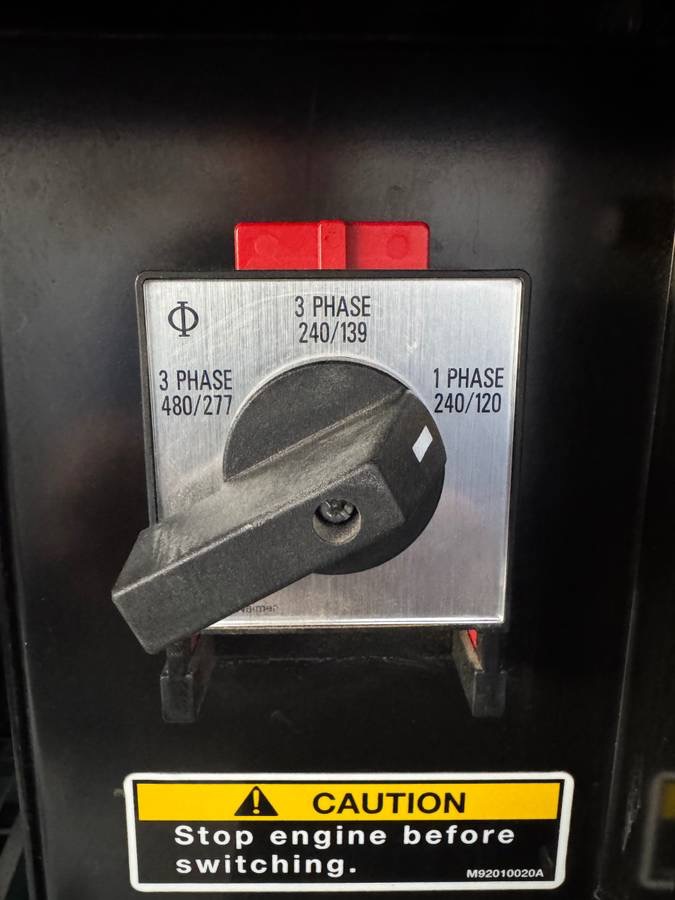 Φ
3 PHASE
240/139
3 PHASE
480/277
1 PHASE
240/120
CAUTION
Stop engine before
switching.
M92010020A